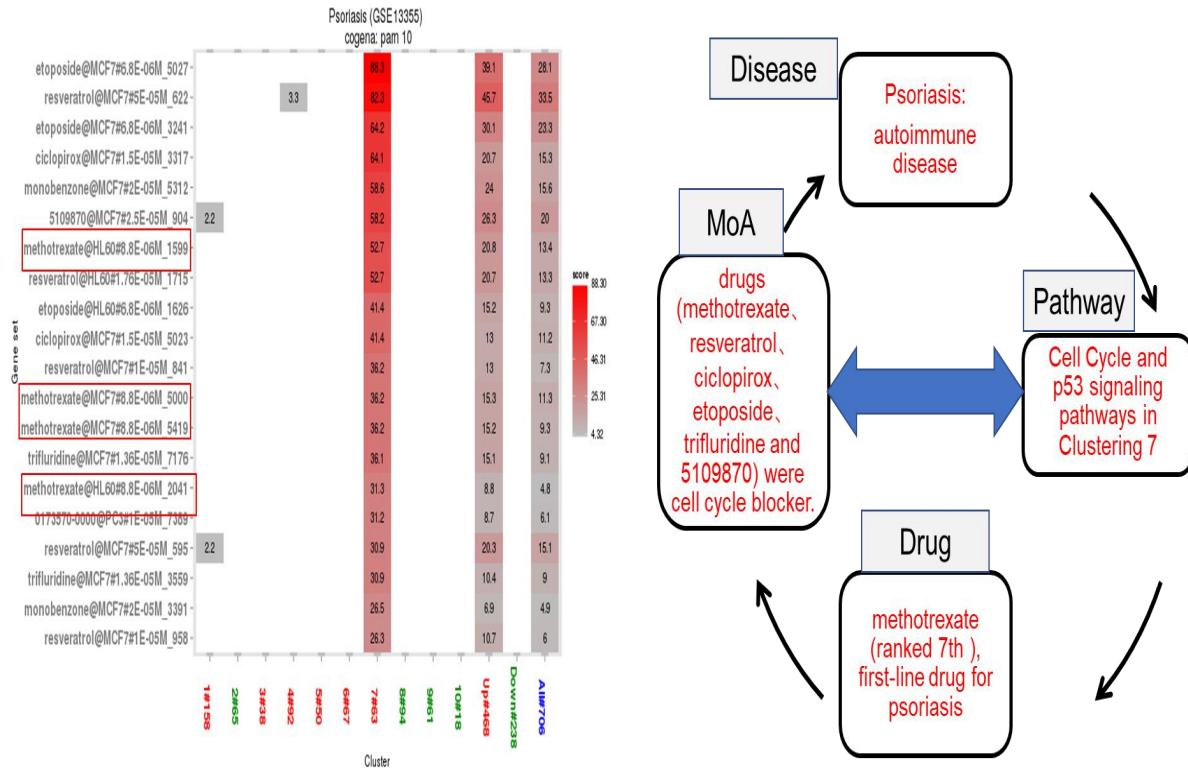 Psoriasis (GSE13355)
cogena: pam 10
Gene set
etoposide@MCF7#6.8E-06M_5027
88.3 39.1 28.1
resveratrol@MCF7#5E-05M_622
3.3 82.3 45.7 33.5
etoposide@MCF7#6.8E-06M_3241
64.2 30.1 23.3
ciclopirox@MCF7#1.5E-05M_3317
64.1 20.7 15.3
monobenzone@MCF7#2E-05M_5312
58.6 24 15.6
5109870@MCF7#2.5E-05M_904
2.2 58.2 26.3 20
methotrexate@HL60#8.8E-06M_1599
52.7 20.8 13.4
resveratrol@HL60#1.76E-05M_1715
52.7 20.7 13.3
etoposide@HL60#6.8E-06M_1626
41.4 15.2 9.3
ciclopirox@MCF7#1.5E-05M_5023
41.4 13 11.2
resveratrol@MCF7#1E-05M_841
36.2 13 7.3
methotrexate@MCF7#8.8E-06M_5000
36.2 15.3 11.3
methotrexate@MCF7#8.8E-06M_5419
36.2 15.2 9.3
trifluridine@MCF7#1.36E-05M_7176
36.1 15.1 9.1
methotrexate@HL60#8.8E-06M_2041
31.3 8.8 4.8
0173570-0000@PC3#1E-05M_7389
31.2 8.7 6.1
resveratrol@MCF7#5E-05M_595
2.2 30.9 20.3 15.1
trifluridine@MCF7#1.36E-05M_3559
30.9 10.4 9
monobenzone@MCF7#2E-05M_3391
26.5 6.9 4.9
resveratrol@MCF7#1E-05M_958
26.3 10.7 6
1#158
2#65
3#38
4#92
5#50
6#67
7#63
8#94
9#61
10#18
Up#468
Down#238
All#706
Cluster
score
88.30
67.30
46.31
25.31
4.32
Disease
Psoriasis:
autoimmune
disease
MoA
drugs
(methotrexate、
resveratrol、
ciclopirox、
etoposide、
trifluridine and
5109870) were
cell cycle blocker.
Pathway
Cell Cycle and
p53 signaling
pathways in
Clustering 7
Drug
methotrexate
(ranked 7th ),
first-line drug for
psoriasis